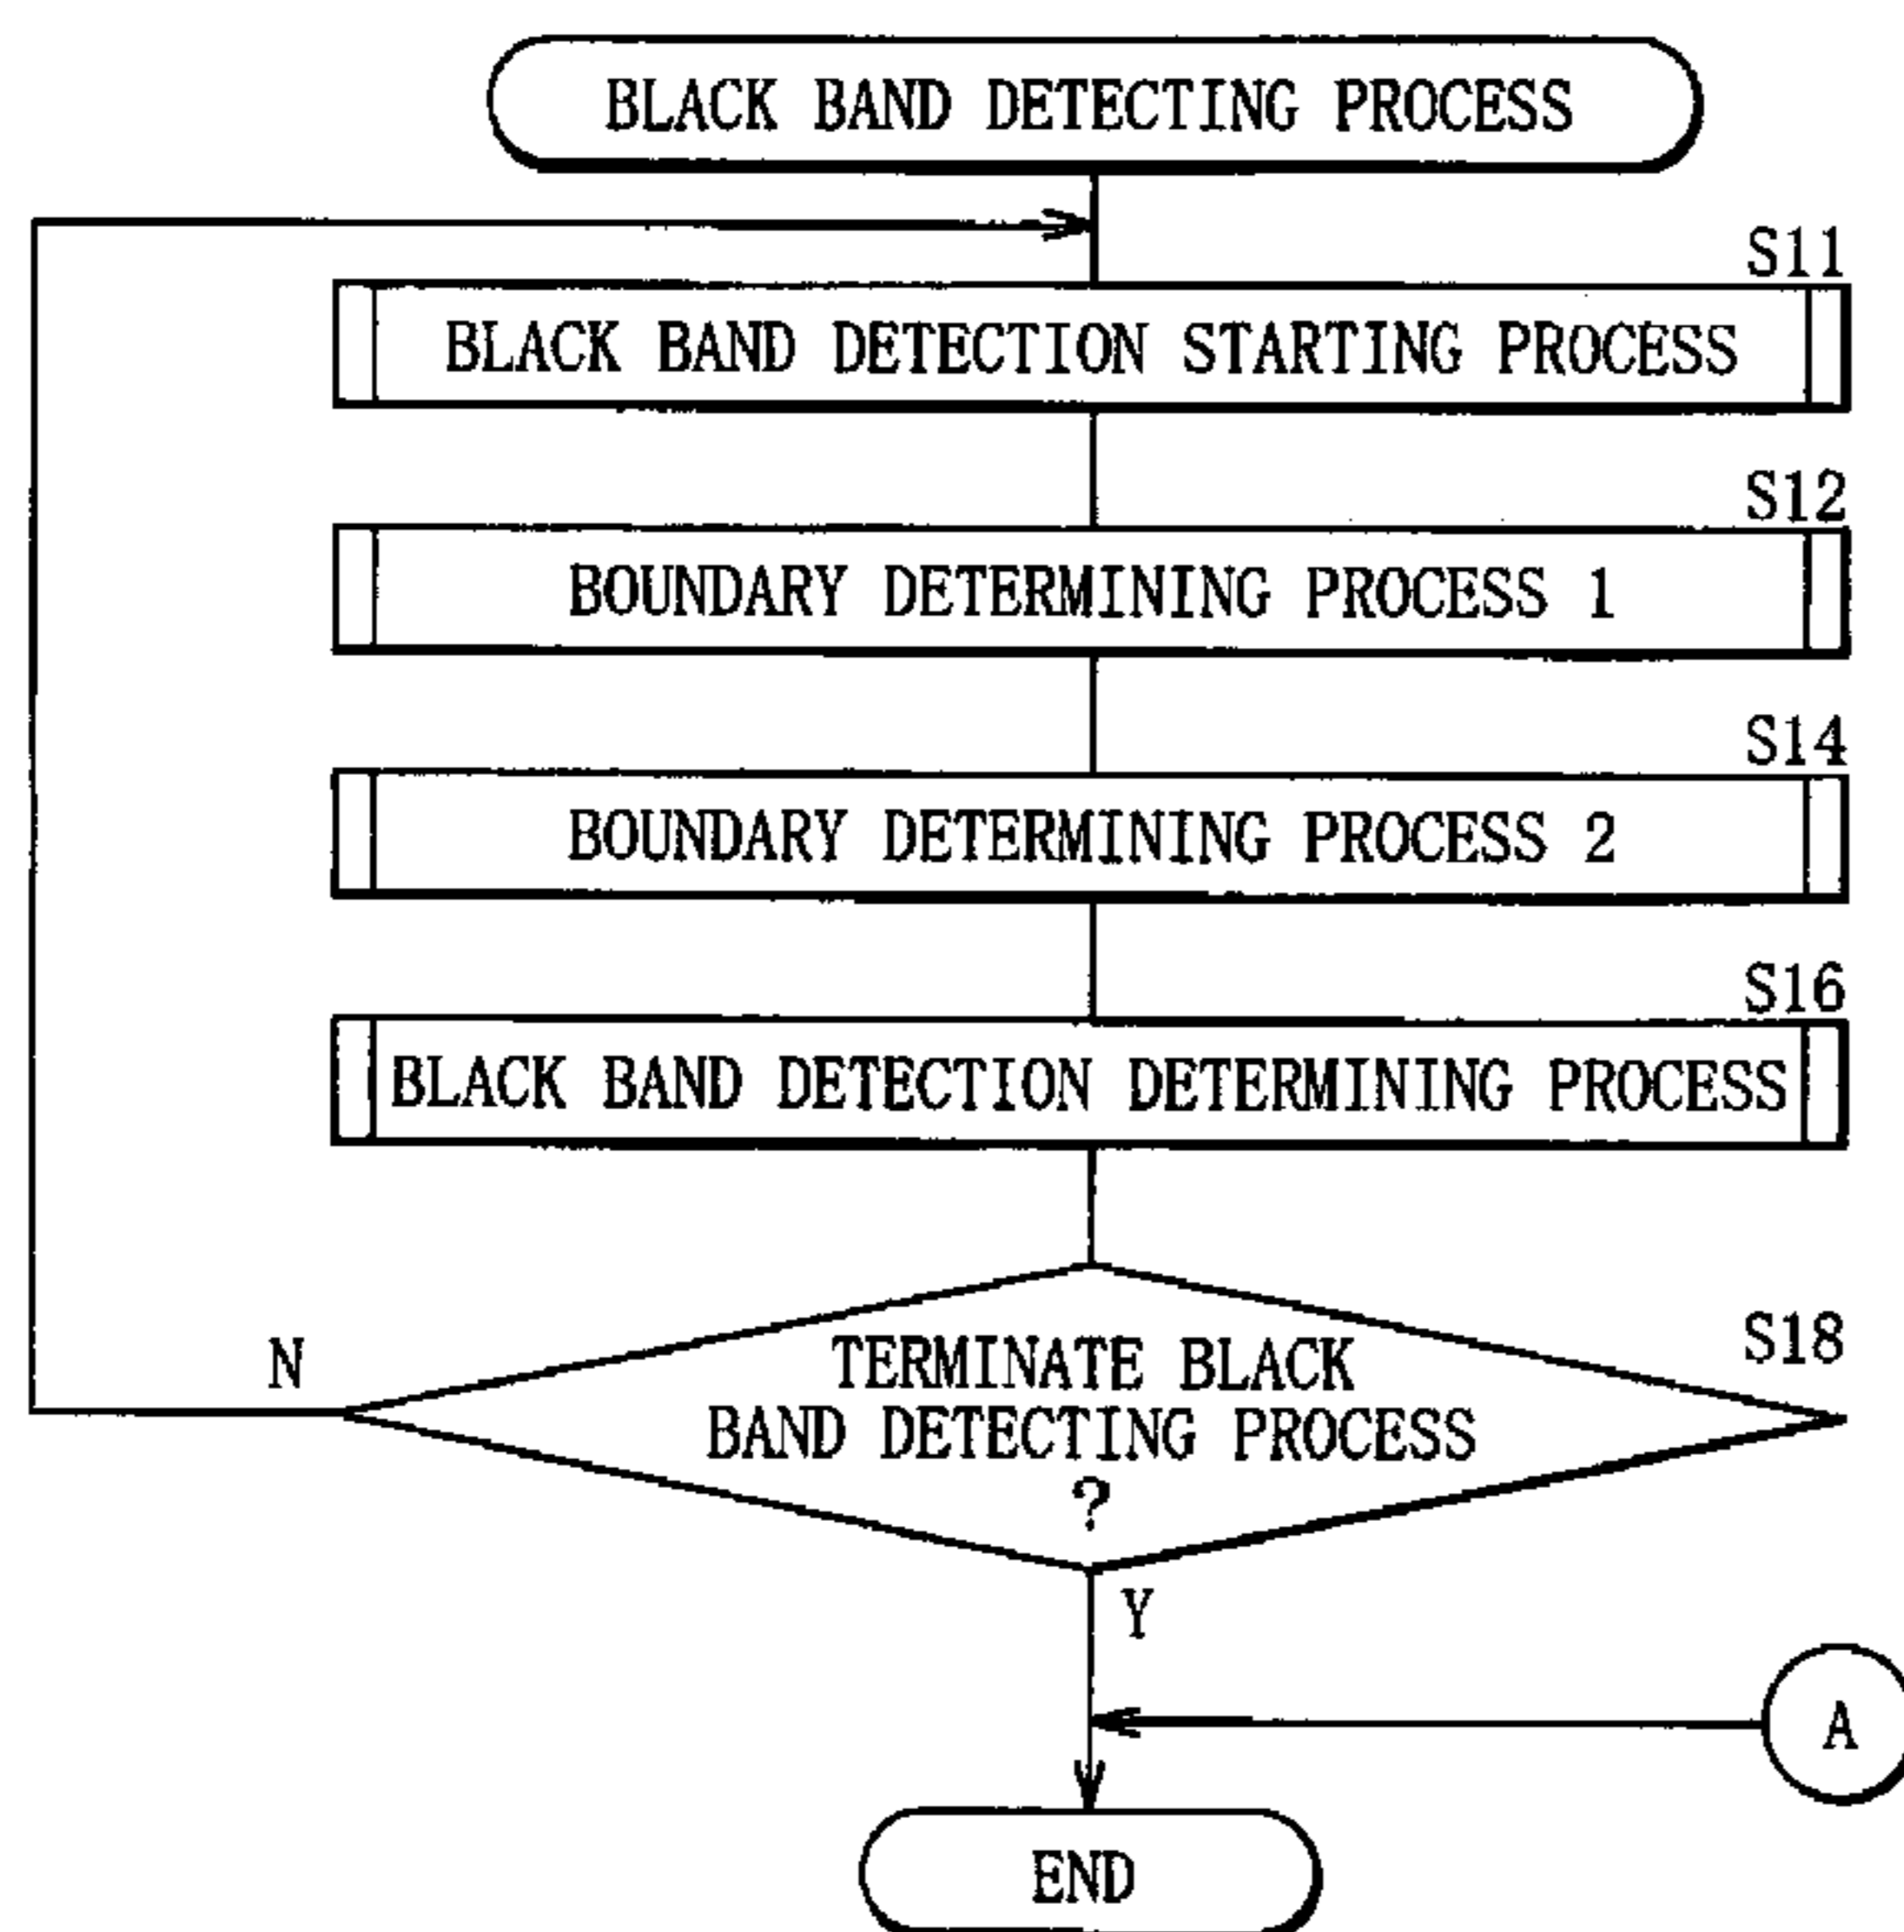 BLACK BAND DETECTING PROCESS
S11
BLACK BAND DETECTION STARTING PROCESS
S12
BOUNDARY DETERMINING PROCESS 1
S14
BOUNDARY DETERMINING PROCESS 2
S16
BLACK BAND DETECTION DETERMINING PROCESS
S18
N
TERMINATE BLACK
BAND DETECTING PROCESS
?
Y
A
END